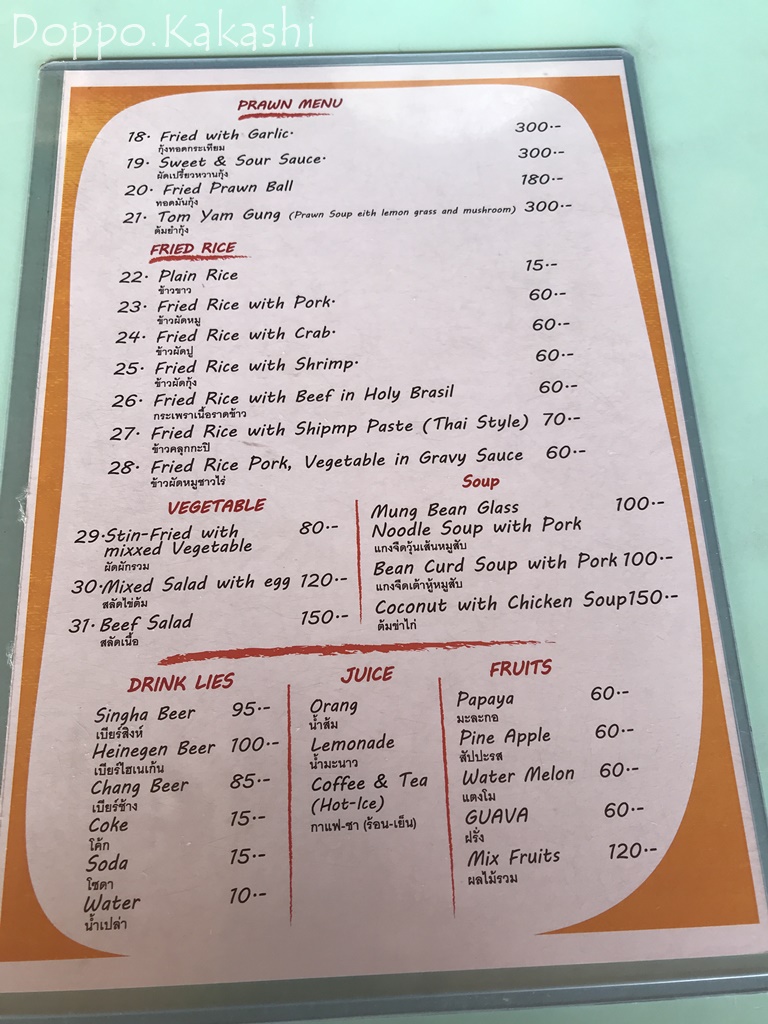 Doppo.Kakashi
PRAWN MENU
18. Fried with Garlic. 300.-
กุ้งทอดกระเทียม
19. Sweet & Sour Sauce. 300.-
ผัดเปรี้ยวหวานกุ้ง
20. Fried Prawn Ball 180.-
ทอดมันกุ้ง
21. Tom Yam Gung (Prawn Soup eith lemon grass and mushroom) 300.-
ต้มยำกุ้ง
FRIED RICE
22. Plain Rice 15.-
ข้าวขาว
23. Fried Rice with Pork. 60.-
ข้าวผัดหมู
24. Fried Rice with Crab. 60.-
ข้าวผัดปู
25. Fried Rice with Shrimp. 60.-
ข้าวผัดกุ้ง
26. Fried Rice with Beef in Holy Brasil 60.-
กระเพราเนื้อราดข้าว
27. Fried Rice with Shipmp Paste (Thai Style) 70.-
ข้าวคลุกกะปิ
28. Fried Rice Pork, Vegetable in Gravy Sauce 60.-
ข้าวผัดหมูชาวไร่
VEGETABLE
29. Stin-Fried with 80.-
mixxed Vegetable
ผัดผักรวม
30. Mixed Salad with egg 120.-
สลัดไข่ต้ม
31. Beef Salad 150.-
สลัดเนื้อ
Soup
Mung Bean Glass 100.-
Noodle Soup with Pork
แกงจืดวุ้นเส้นหมูสับ
Bean Curd Soup with Pork 100.-
แกงจืดเต้าหู้หมูสับ
Coconut with Chicken Soup 150.-
ต้มข่าไก่
DRINK LIES
Singha Beer 95.-
เบียร์สิงห์
Heinegen Beer 100.-
เบียร์ไฮเนเก้น
Chang Beer 85.-
เบียร์ช้าง
Coke 15.-
โค้ก
Soda 15.-
โซดา
Water 10.-
น้ำเปล่า
JUICE
Orang
น้ำส้ม
Lemonade
น้ำมะนาว
Coffee & Tea
(Hot-Ice)
กาแฟ-ชา (ร้อน-เย็น)
FRUITS
Papaya 60.-
มะละกอ
Pine Apple 60.-
สัปปะรส
Water Melon 60.-
แตงโม
GUAVA 60.-
ฝรั่ง
Mix Fruits 120.-
ผลไม้รวม